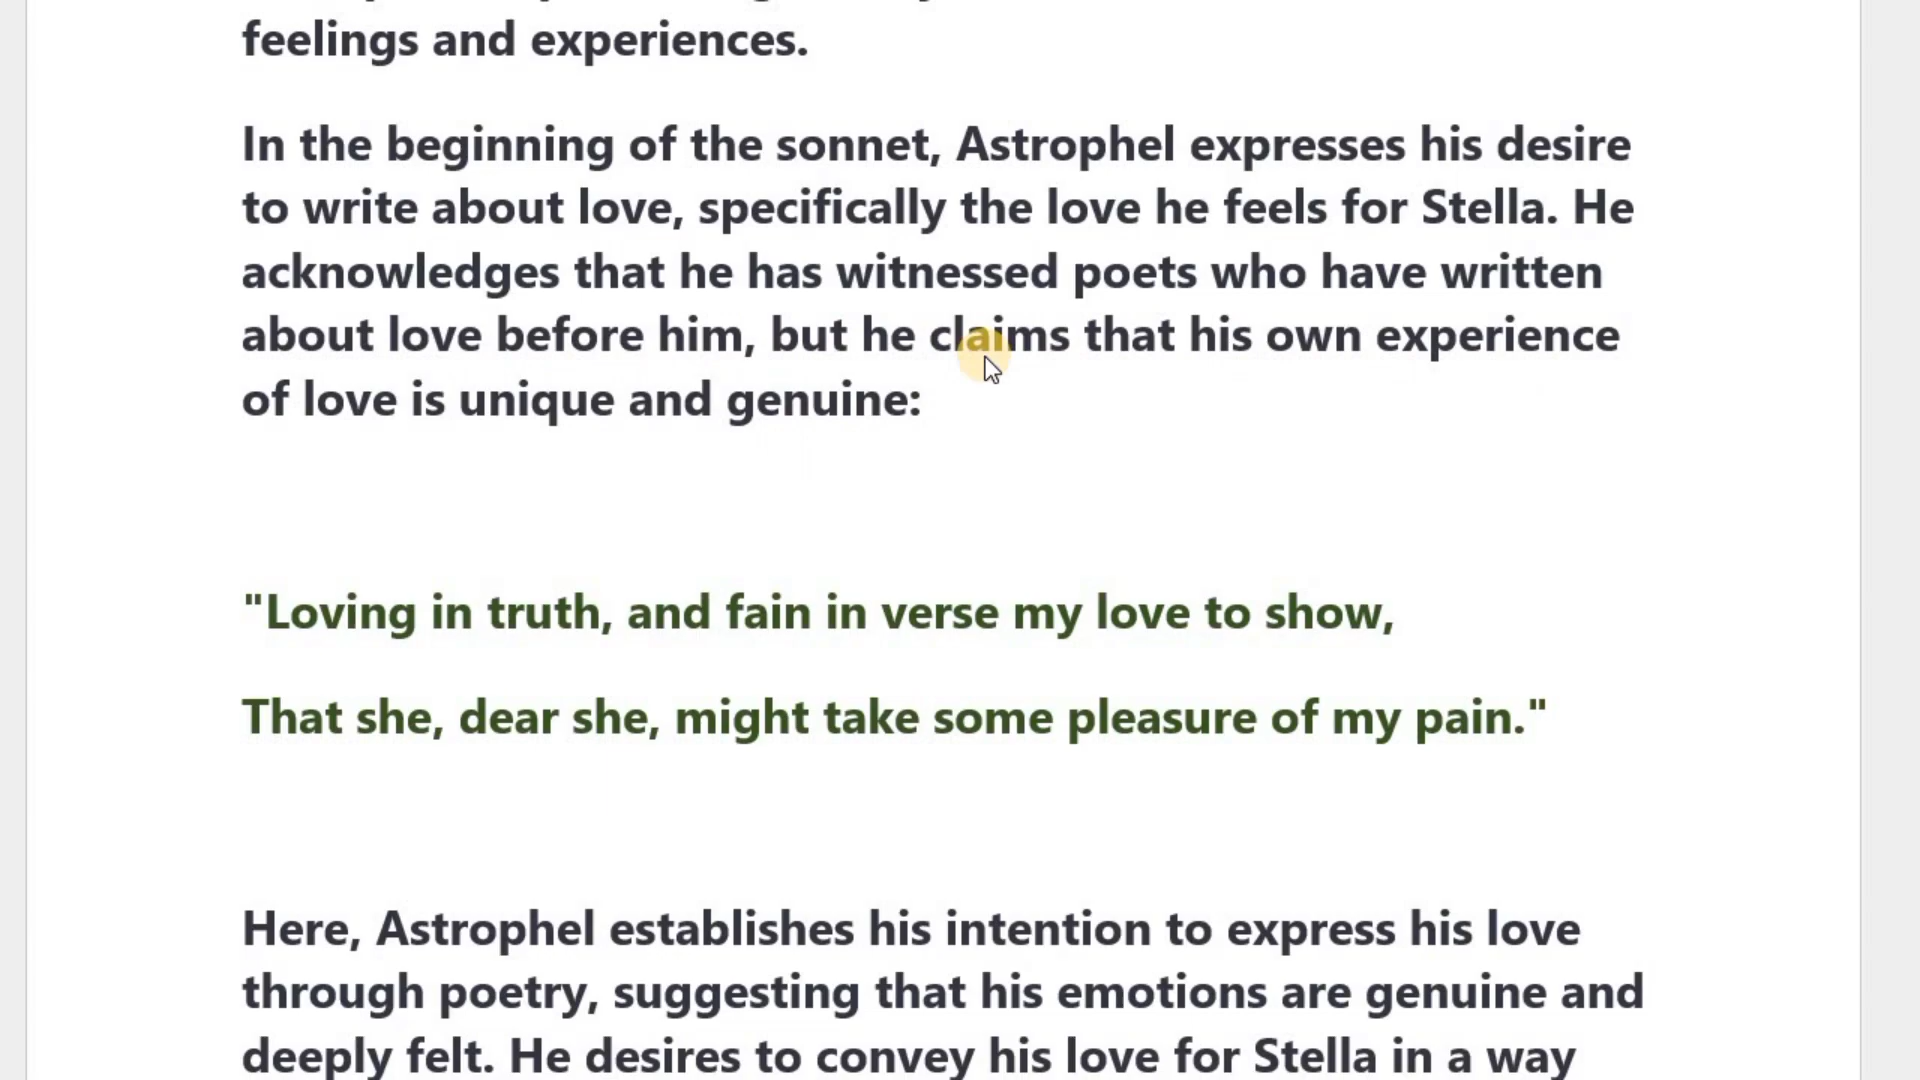 feelings and experiences.
In the beginning of the sonnet, Astrophel expresses his desire
to write about love, specifically the love he feels for Stella. He
acknowledges that he has witnessed poets who have written
about love before him, but he claims that his own experience
of love is unique and genuine:
"Loving in truth, and fain in verse my love to show,
That she, dear she, might take some pleasure of my pain."
Here, Astrophel establishes his intention to express his love
through poetry, suggesting that his emotions are genuine and
deeply felt. He desires to convey his love for Stella in a way